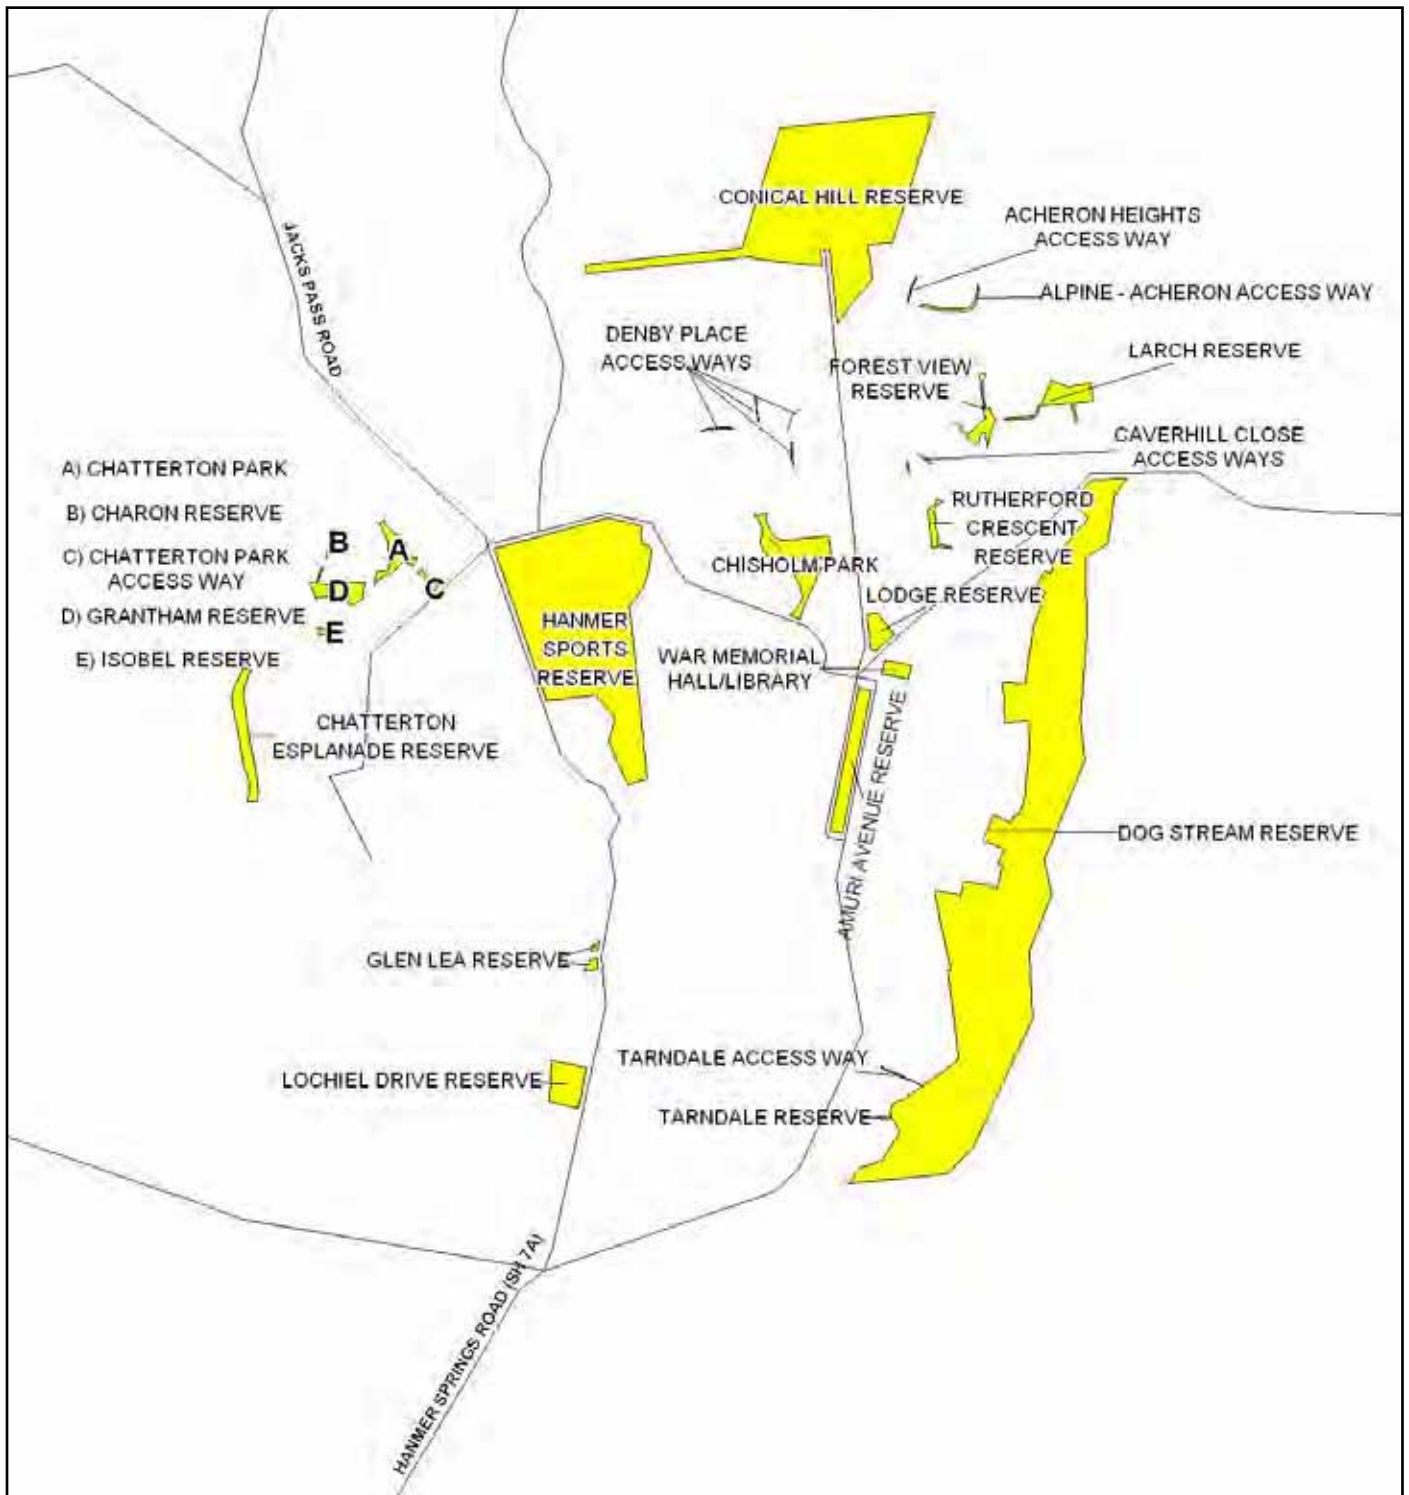 CONICAL HILL RESERVE
ACHERON HEIGHTS
ACCESS WAY
JACKS PASS ROAD
ALPINE - ACHERON ACCESS WAY
DENBY PLACE
ACCESS WAYS
FOREST VIEW
RESERVE
LARCH RESERVE
CAVERHILL CLOSE
ACCESS WAYS
A) CHATTERTON PARK
B) CHARON RESERVE
C) CHATTERTON PARK
ACCESS WAY
D) GRANTHAM RESERVE
E) ISOBEL RESERVE
B
A
D
C
E
RUTHERFORD
CRESCENT
RESERVE
CHISHOLM PARK
LODGE RESERVE
HANMER
SPORTS
RESERVE
WAR MEMORIAL
HALL/LIBRARY
CHATTERTON
ESPLANADE RESERVE
AMURI AVENUE RESERVE
DOG STREAM RESERVE
GLEN LEA RESERVE
TARNDALE ACCESS WAY
LOCHIEL DRIVE RESERVE
TARNDALE RESERVE
HANMER SPRINGS ROAD (SH 7A)